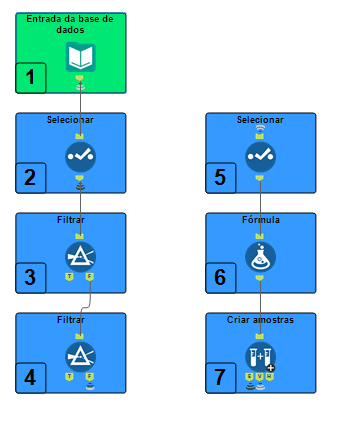 Entrada da base de
dados
1
Selecionar
2
Filtrar
3
T F
Filtrar
4
T F
Selecionar
5
Fórmula
6
Criar amostras
7
E V H